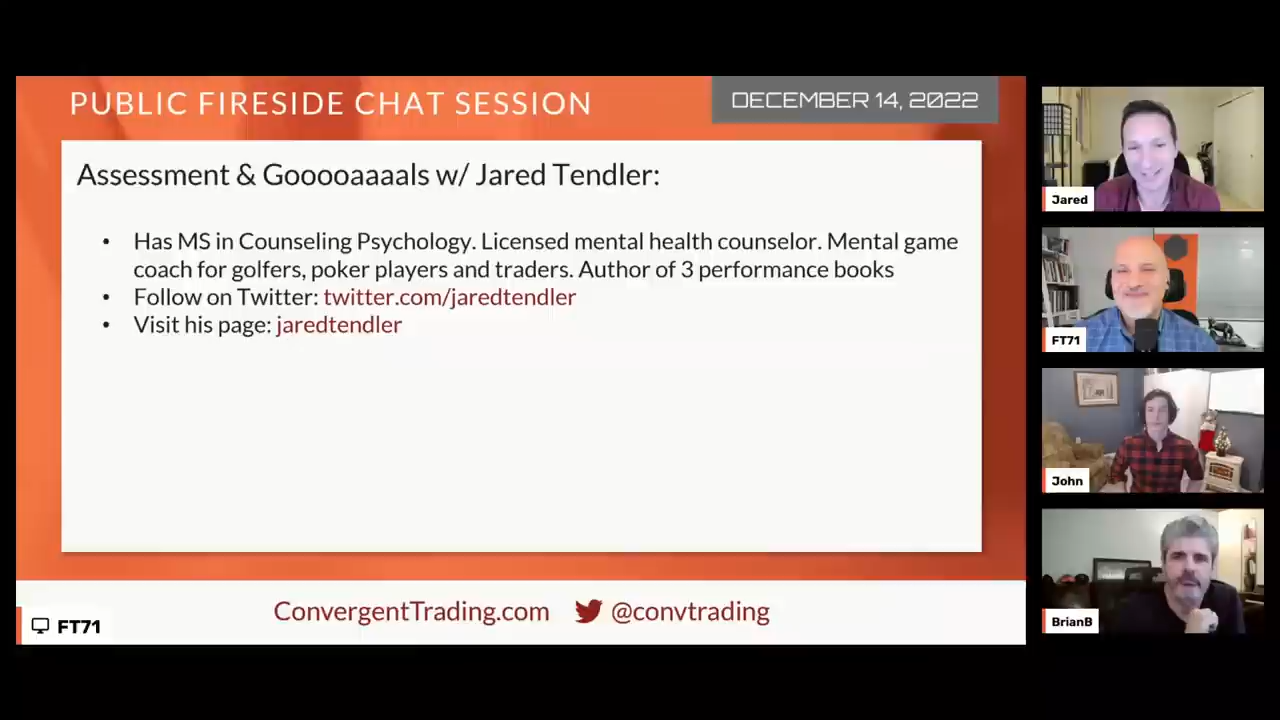 PUBLIC FIRESIDE CHAT SESSION
DECEMBER 14, 2022
Assessment & Gooooaaaals w/ Jared Tendler:
• Has MS in Counseling Psychology. Licensed mental health counselor. Mental game
coach for golfers, poker players and traders. Author of 3 performance books
• Follow on Twitter: twitter.com/jaredtendler
• Visit his page: jaredtendler
ConvergentTrading.com @convtrading
FT71
Jared
FT71
John
BrianB